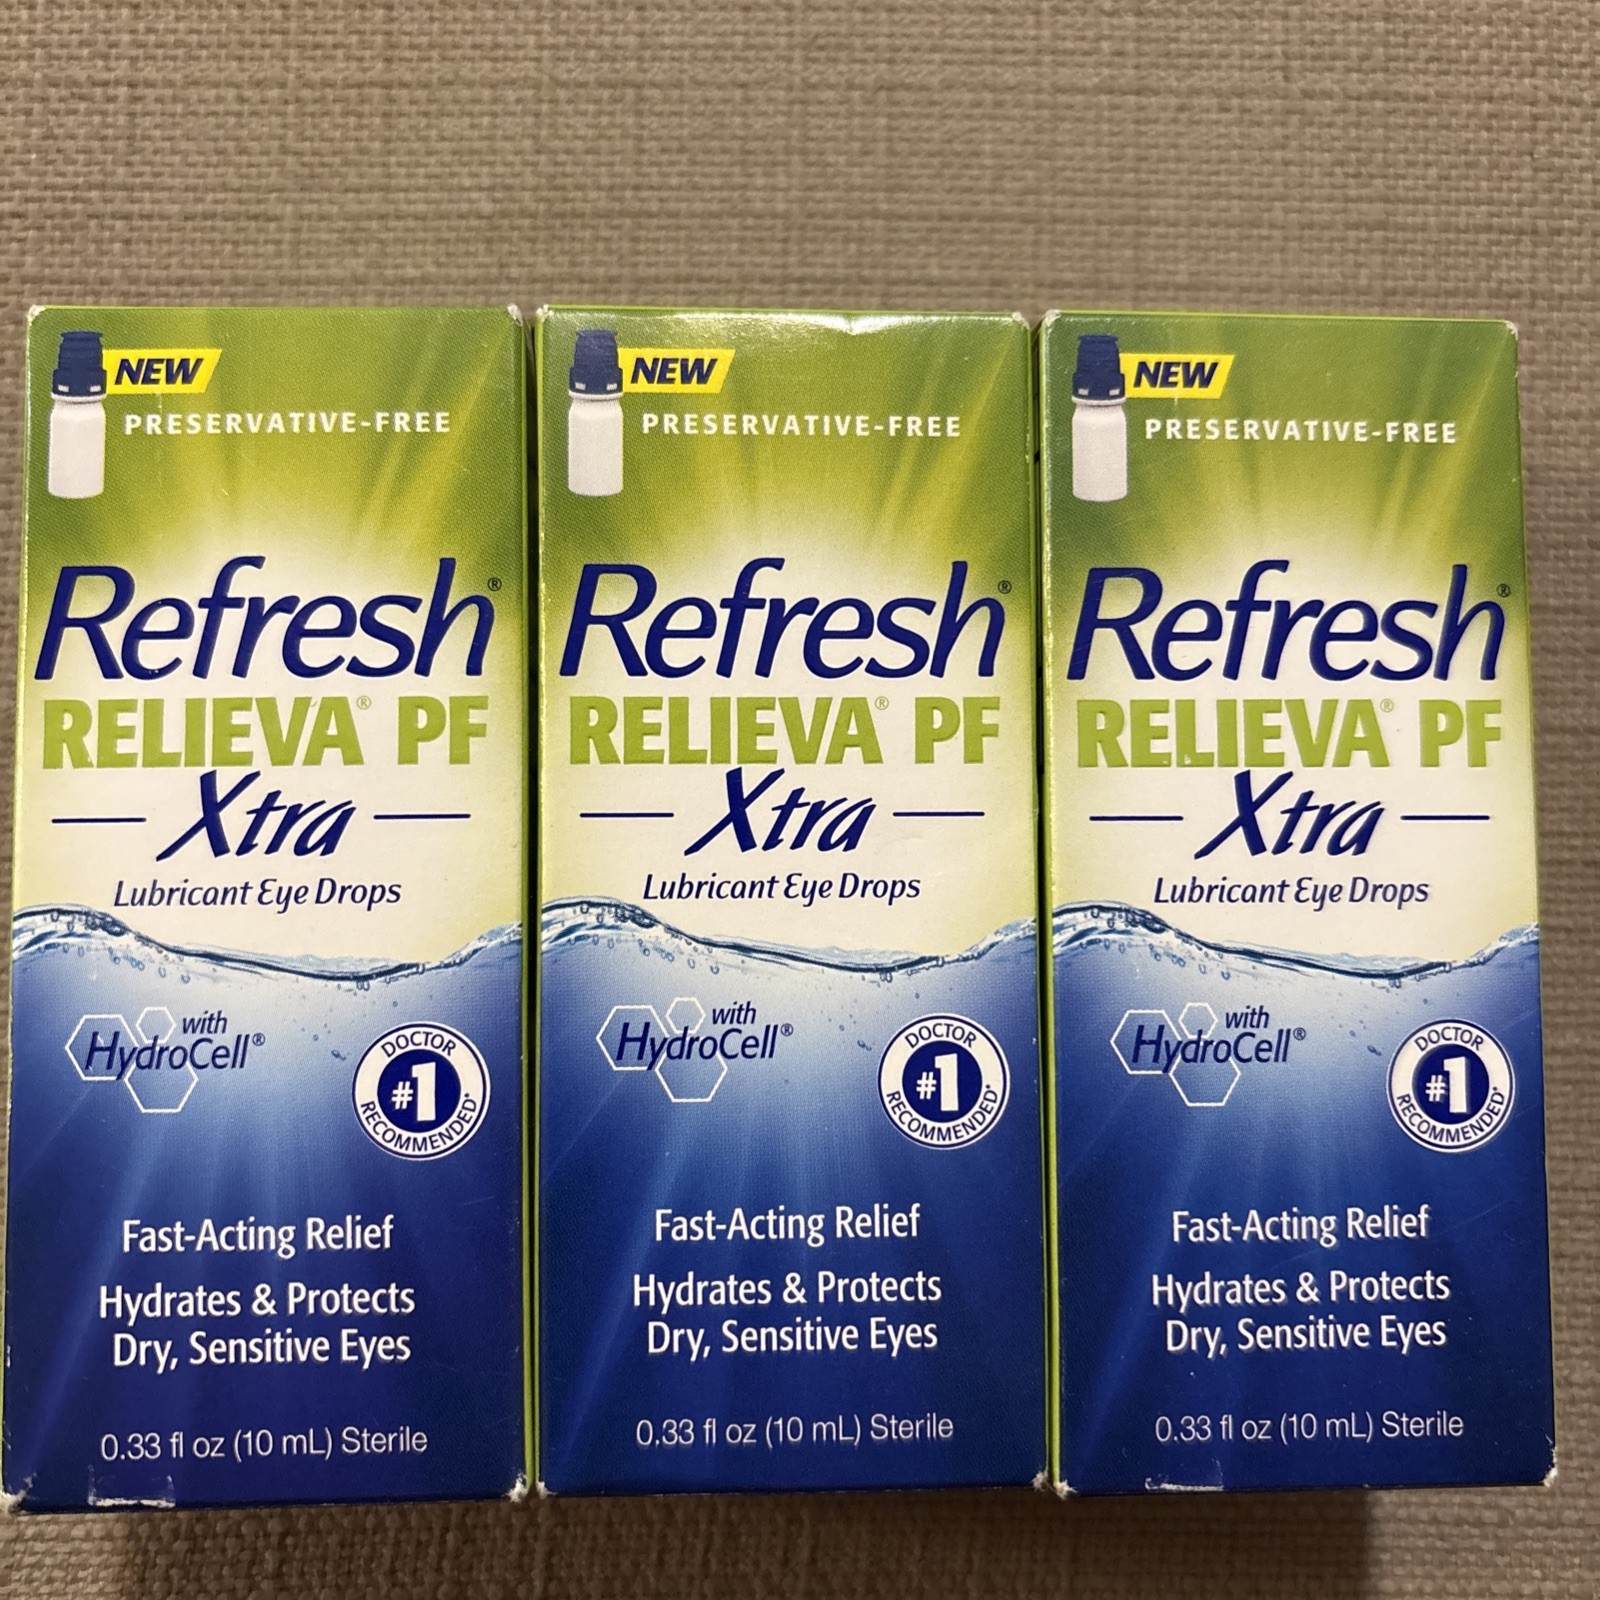 NEW
PRESERVATIVE-FREE
Refresh®
RELIEVA® PF
Xtra
Lubricant Eye Drops
with
HydroCell®
DOCTOR
#1
RECOMMENDED*
Fast-Acting Relief
Hydrates & Protects
Dry, Sensitive Eyes
0.33 fl oz (10 mL) Sterile
NEW
PRESERVATIVE-FREE
Refresh®
RELIEVA® PF
Xtra
Lubricant Eye Drops
with
HydroCell®
DOCTOR
#1
RECOMMENDED*
Fast-Acting Relief
Hydrates & Protects
Dry, Sensitive Eyes
0.33 fl oz (10 mL) Sterile
NEW
PRESERVATIVE-FREE
Refresh®
RELIEVA® PF
Xtra
Lubricant Eye Drops
with
HydroCell®
DOCTOR
#1
RECOMMENDED*
Fast-Acting Relief
Hydrates & Protects
Dry, Sensitive Eyes
0.33 fl oz (10 mL) Sterile